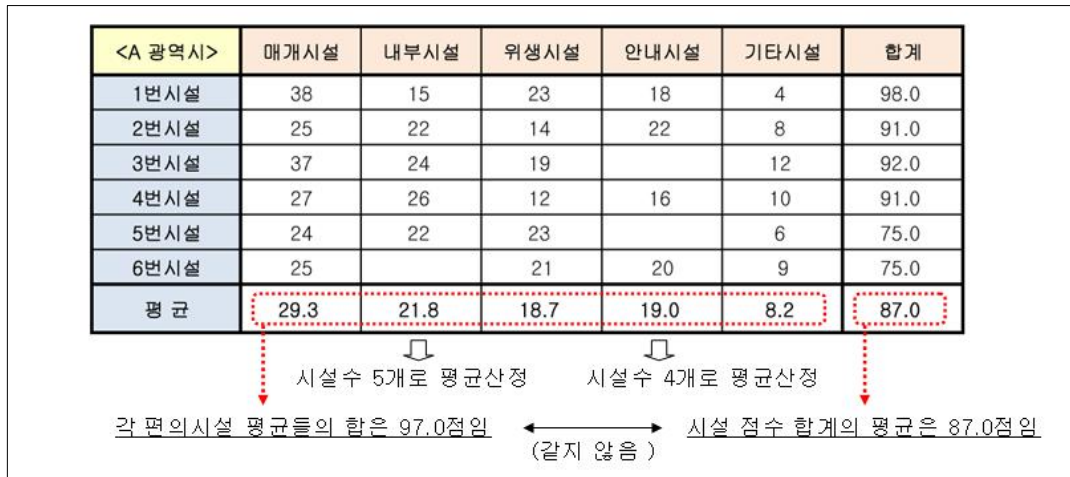 <A 광역시> 매개시설 내부시설 위생시설 안내시설 기타시설 합계
1번시설 38 15 23 18 4 98.0
2번시설 25 22 14 22 8 91.0
3번시설 37 24 19 12 92.0
4번시설 27 26 12 16 10 91.0
5번시설 24 22 23 6 75.0
6번시설 25 21 20 9 75.0
평 균 29.3 21.8 18.7 19.0 8.2 87.0
시설수 5개로 평균산정 시설수 4개로 평균산정
각 편의시설 평균들의 합은 97.0점임 시설 점수 합계의 평균은 87.0점임
(같지 않음 )